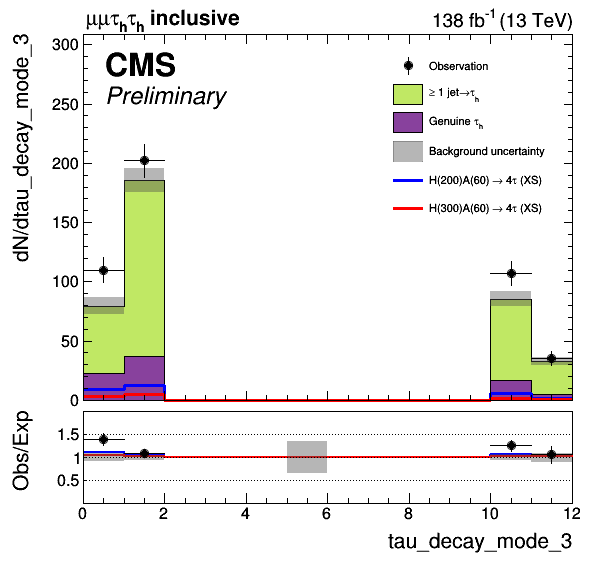 μμτhτh inclusive
138 fb-1 (13 TeV)
CMS
Preliminary
Observation
≥ 1 jet→τh
Genuine τh
Background uncertainty
H(200)A(60) → 4τ (XS)
H(300)A(60) → 4τ (XS)
dN/dtau_decay_mode_3
300
250
200
150
100
50
0
Obs/Exp
1.5
1
0.5
0 2 4 6 8 10 12
tau_decay_mode_3